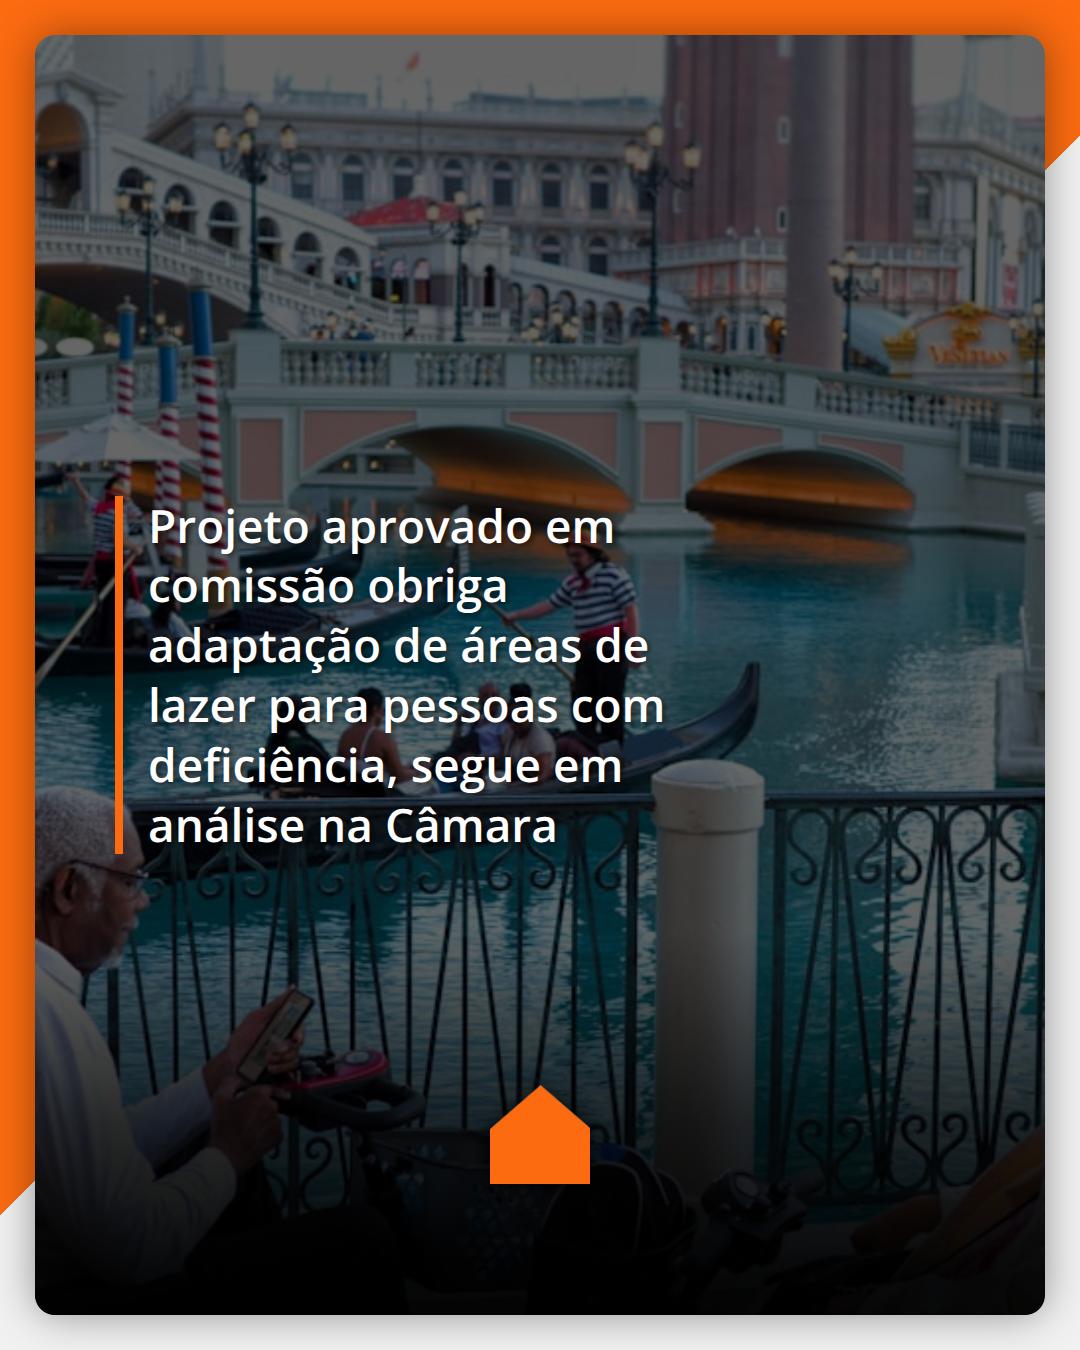 VENETIAN
Projeto aprovado em
comissão obriga
adaptação de áreas de
lazer para pessoas com
deficiência, segue em
análise na Câmara